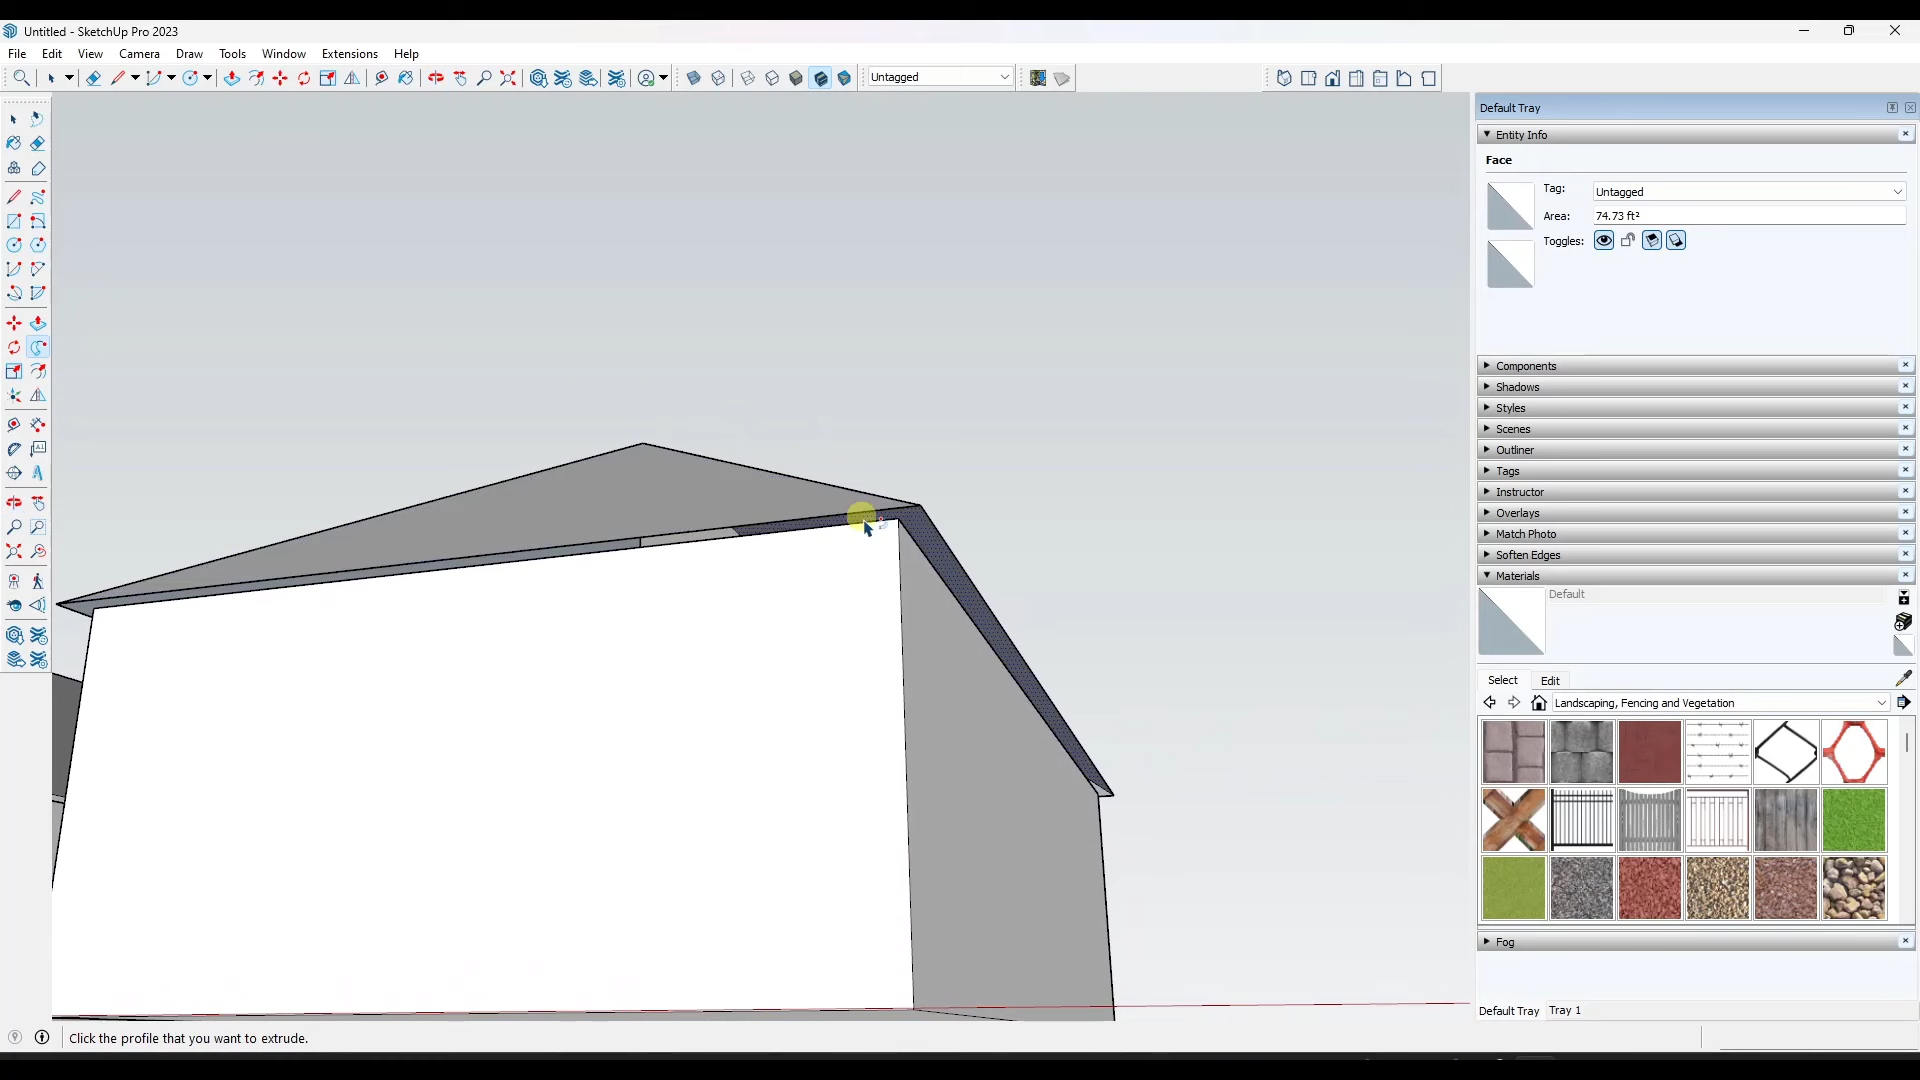 Untitled - SketchUp Pro 2023
File Edit View Camera Draw Tools Window Extensions Help
Untagged
Default Tray
Entity Info
Face
Tag: Untagged
Area: 74.73 ft²
Toggles:
Components
Shadows
Styles
Scenes
Outliner
Tags
Instructor
Overlays
Match Photo
Soften Edges
Materials
Default
Select Edit
Landscaping, Fencing and Vegetation
Fog
Default Tray Tray 1
Click the profile that you want to extrude.